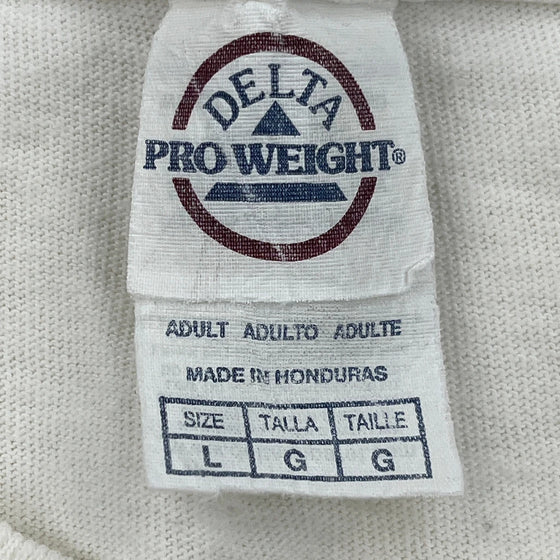 DELTA
PRO WEIGHT®
ADULT ADULTO ADULTE
MADE IN HONDURAS
SIZE TALLA TAILLE
L G G